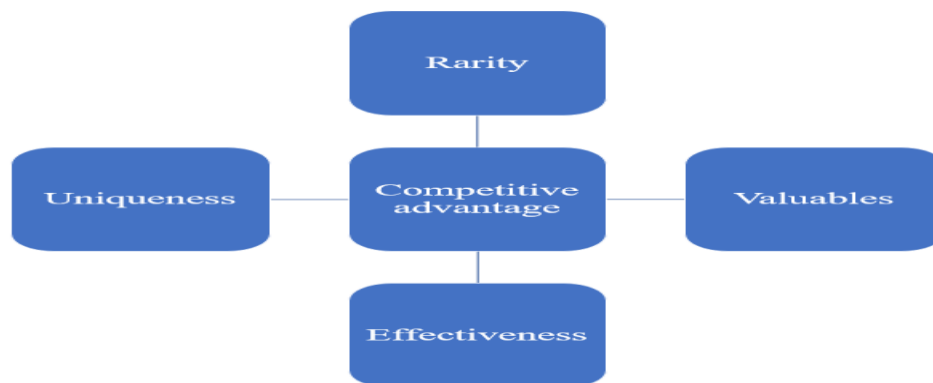 Rarity
Uniqueness
Competitive
advantage
Valuables
Effectiveness